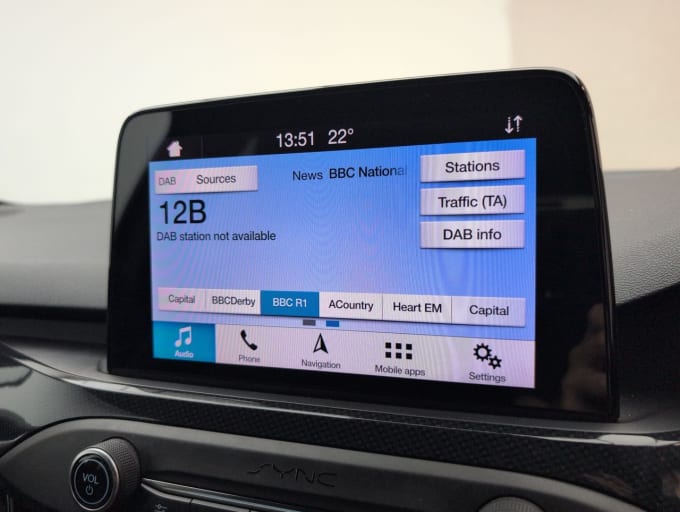 13:51 22°
DAB Sources
News BBC National
Stations
12B
Traffic (TA)
DAB station not available
DAB info
Capital BBCDerby BBC R1 ACountry Heart EM Capital
Audio Phone Navigation Mobile apps Settings
VOL
SYNC